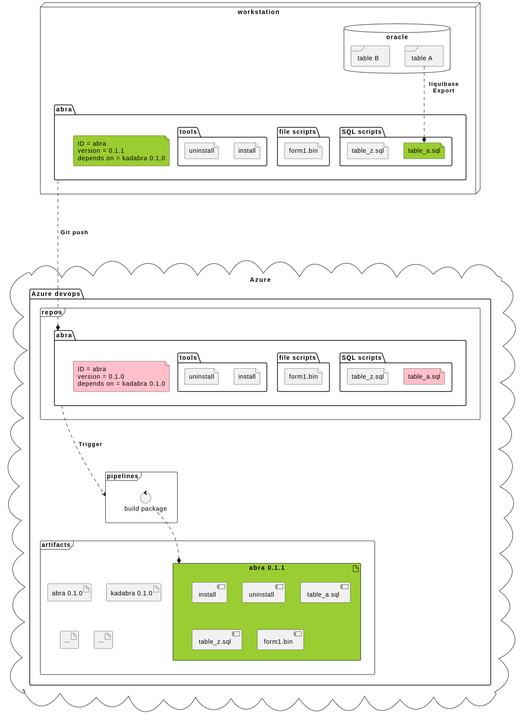 workstation
oracle
table B
table A
liquibase
Export
abra
ID = abra
version = 0.1.1
depends on = kadabra 0.1.0
tools
uninstall
install
file scripts
form1.bin
SQL scripts
table_z.sql
table_a.sql
Git push
Azure
Azure devops
repos
abra
ID = abra
version = 0.1.0
depends on = kadabra 0.1.0
tools
uninstall
install
file scripts
form1.bin
SQL scripts
table_z.sql
table_a.sql
Trigger
pipelines
build package
artifacts
abra 0.1.0
kadabra 0.1.0
...
...
abra 0.1.1
install
uninstall
table_a.sql
table_z.sql
form1.bin